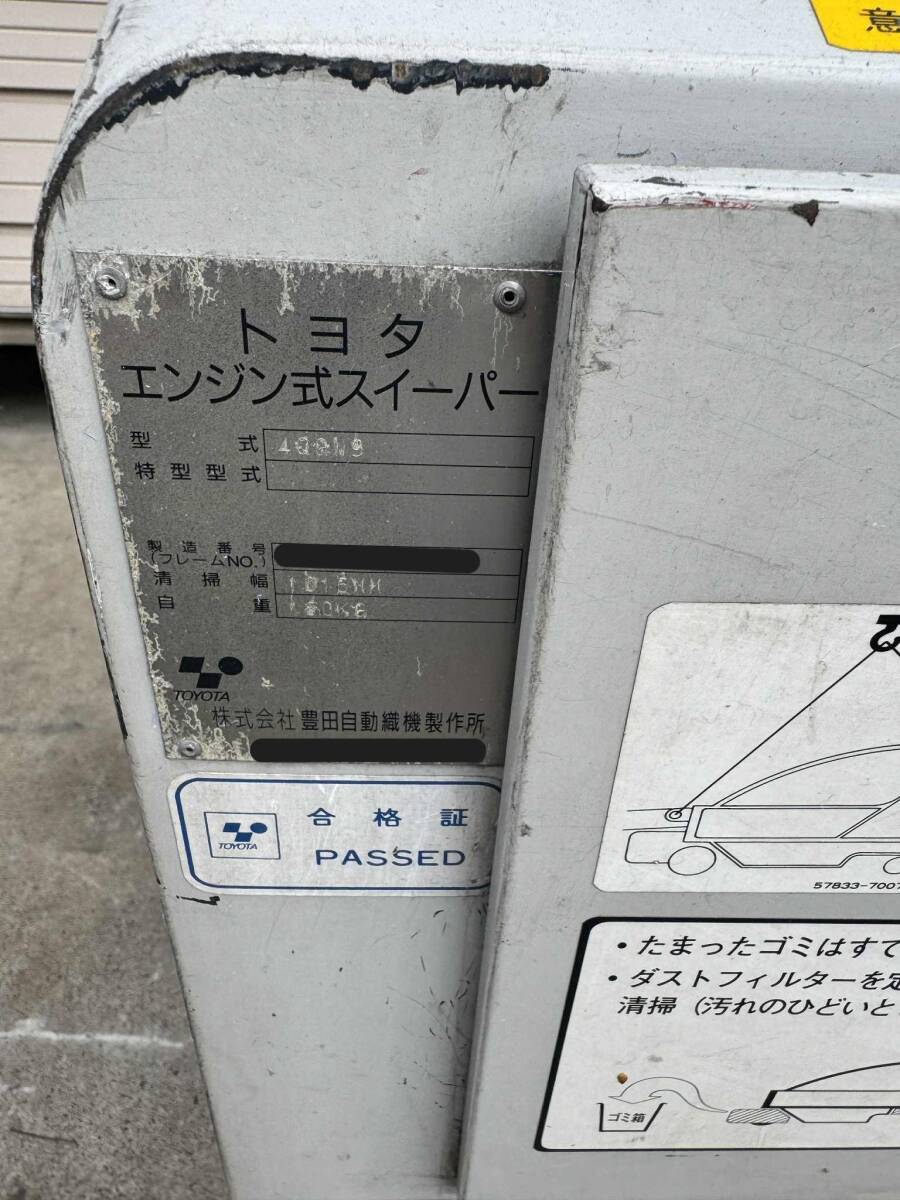 意
トヨタ
エンジン式スイーパー
型式
特型型式
製造番号
(フレームNO.)
清掃幅 1015MM
自重
TOYOTA
株式会社 豊田自動織機製作所
TOYOTA
合格証
PASSED
57833-7007
・たまったゴミはすて
・ダストフィルターを定
清掃(汚れのひどいと
ゴミ箱